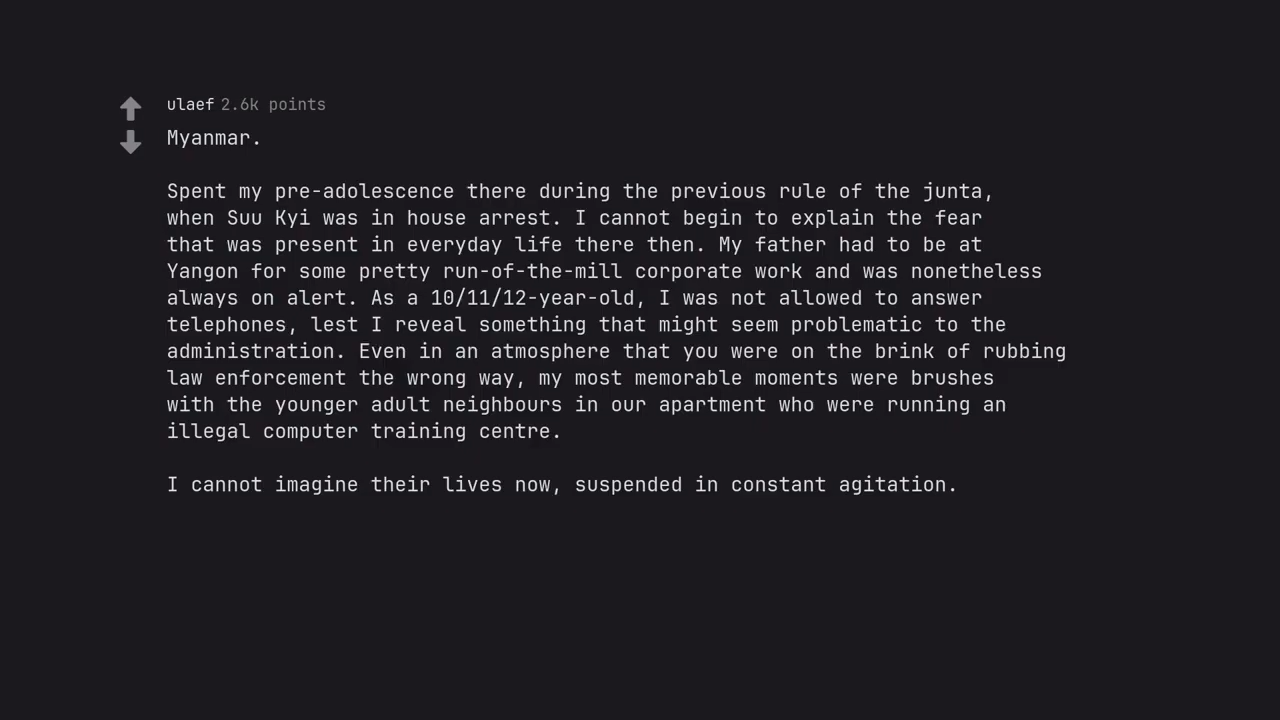 ulaef 2.6k points
Myanmar.
Spent my pre-adolescence there during the previous rule of the junta,
when Suu Kyi was in house arrest. I cannot begin to explain the fear
that was present in everyday life there then. My father had to be at
Yangon for some pretty run-of-the-mill corporate work and was nonetheless
always on alert. As a 10/11/12-year-old, I was not allowed to answer
telephones, lest I reveal something that might seem problematic to the
administration. Even in an atmosphere that you were on the brink of rubbing
law enforcement the wrong way, my most memorable moments were brushes
with the younger adult neighbours in our apartment who were running an
illegal computer training centre.
I cannot imagine their lives now, suspended in constant agitation.